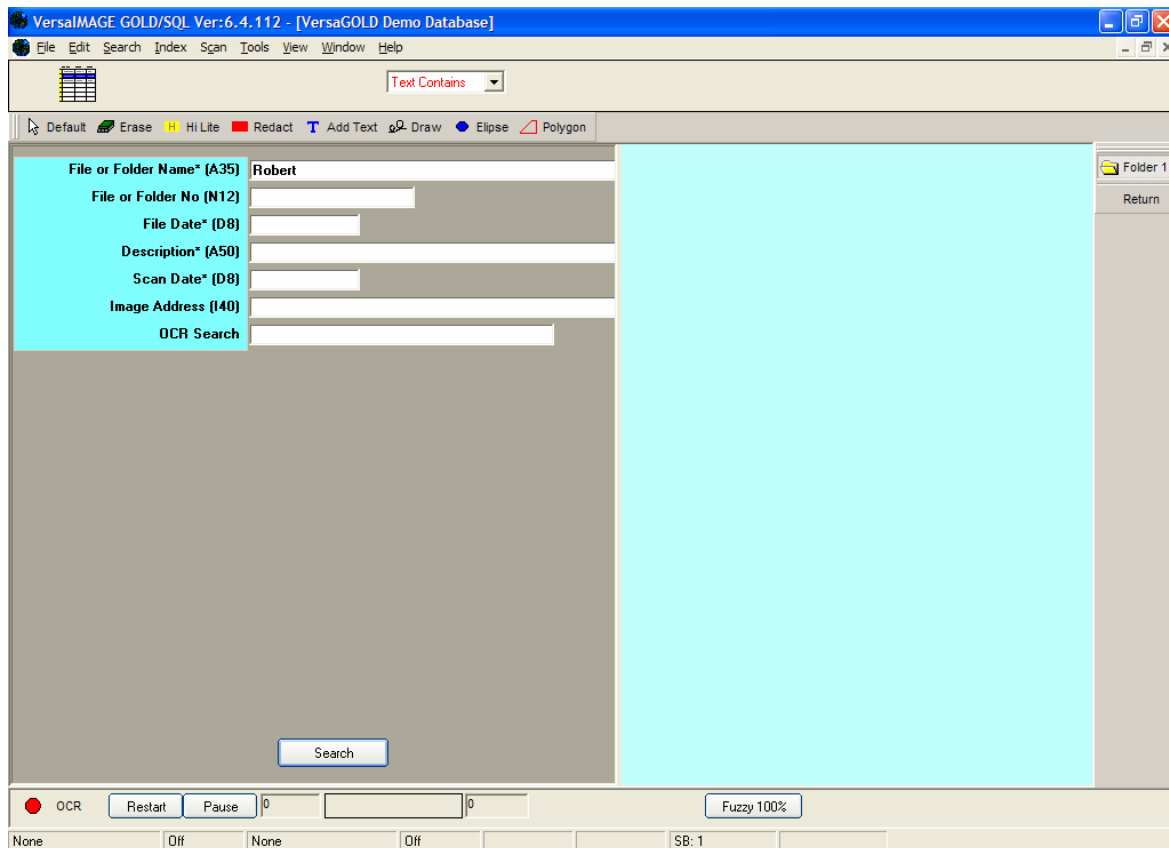 VersaIMAGE GOLD/SQL Ver:6.4.112 - [VersaGOLD Demo Database]
File Edit Search Index Scan Tools View Window Help
Text Contains
Default Erase H Hi Lite Redact T Add Text Draw Elipse Polygon
File or Folder Name* (A35) Robert
Folder 1
File or Folder No (N12)
Return
File Date* (D8)
Description* (A50)
Scan Date* (D8)
Image Address (I40)
OCR Search
Search
OCR Restart Pause 0 0 Fuzzy 100%
None Off None Off SB: 1